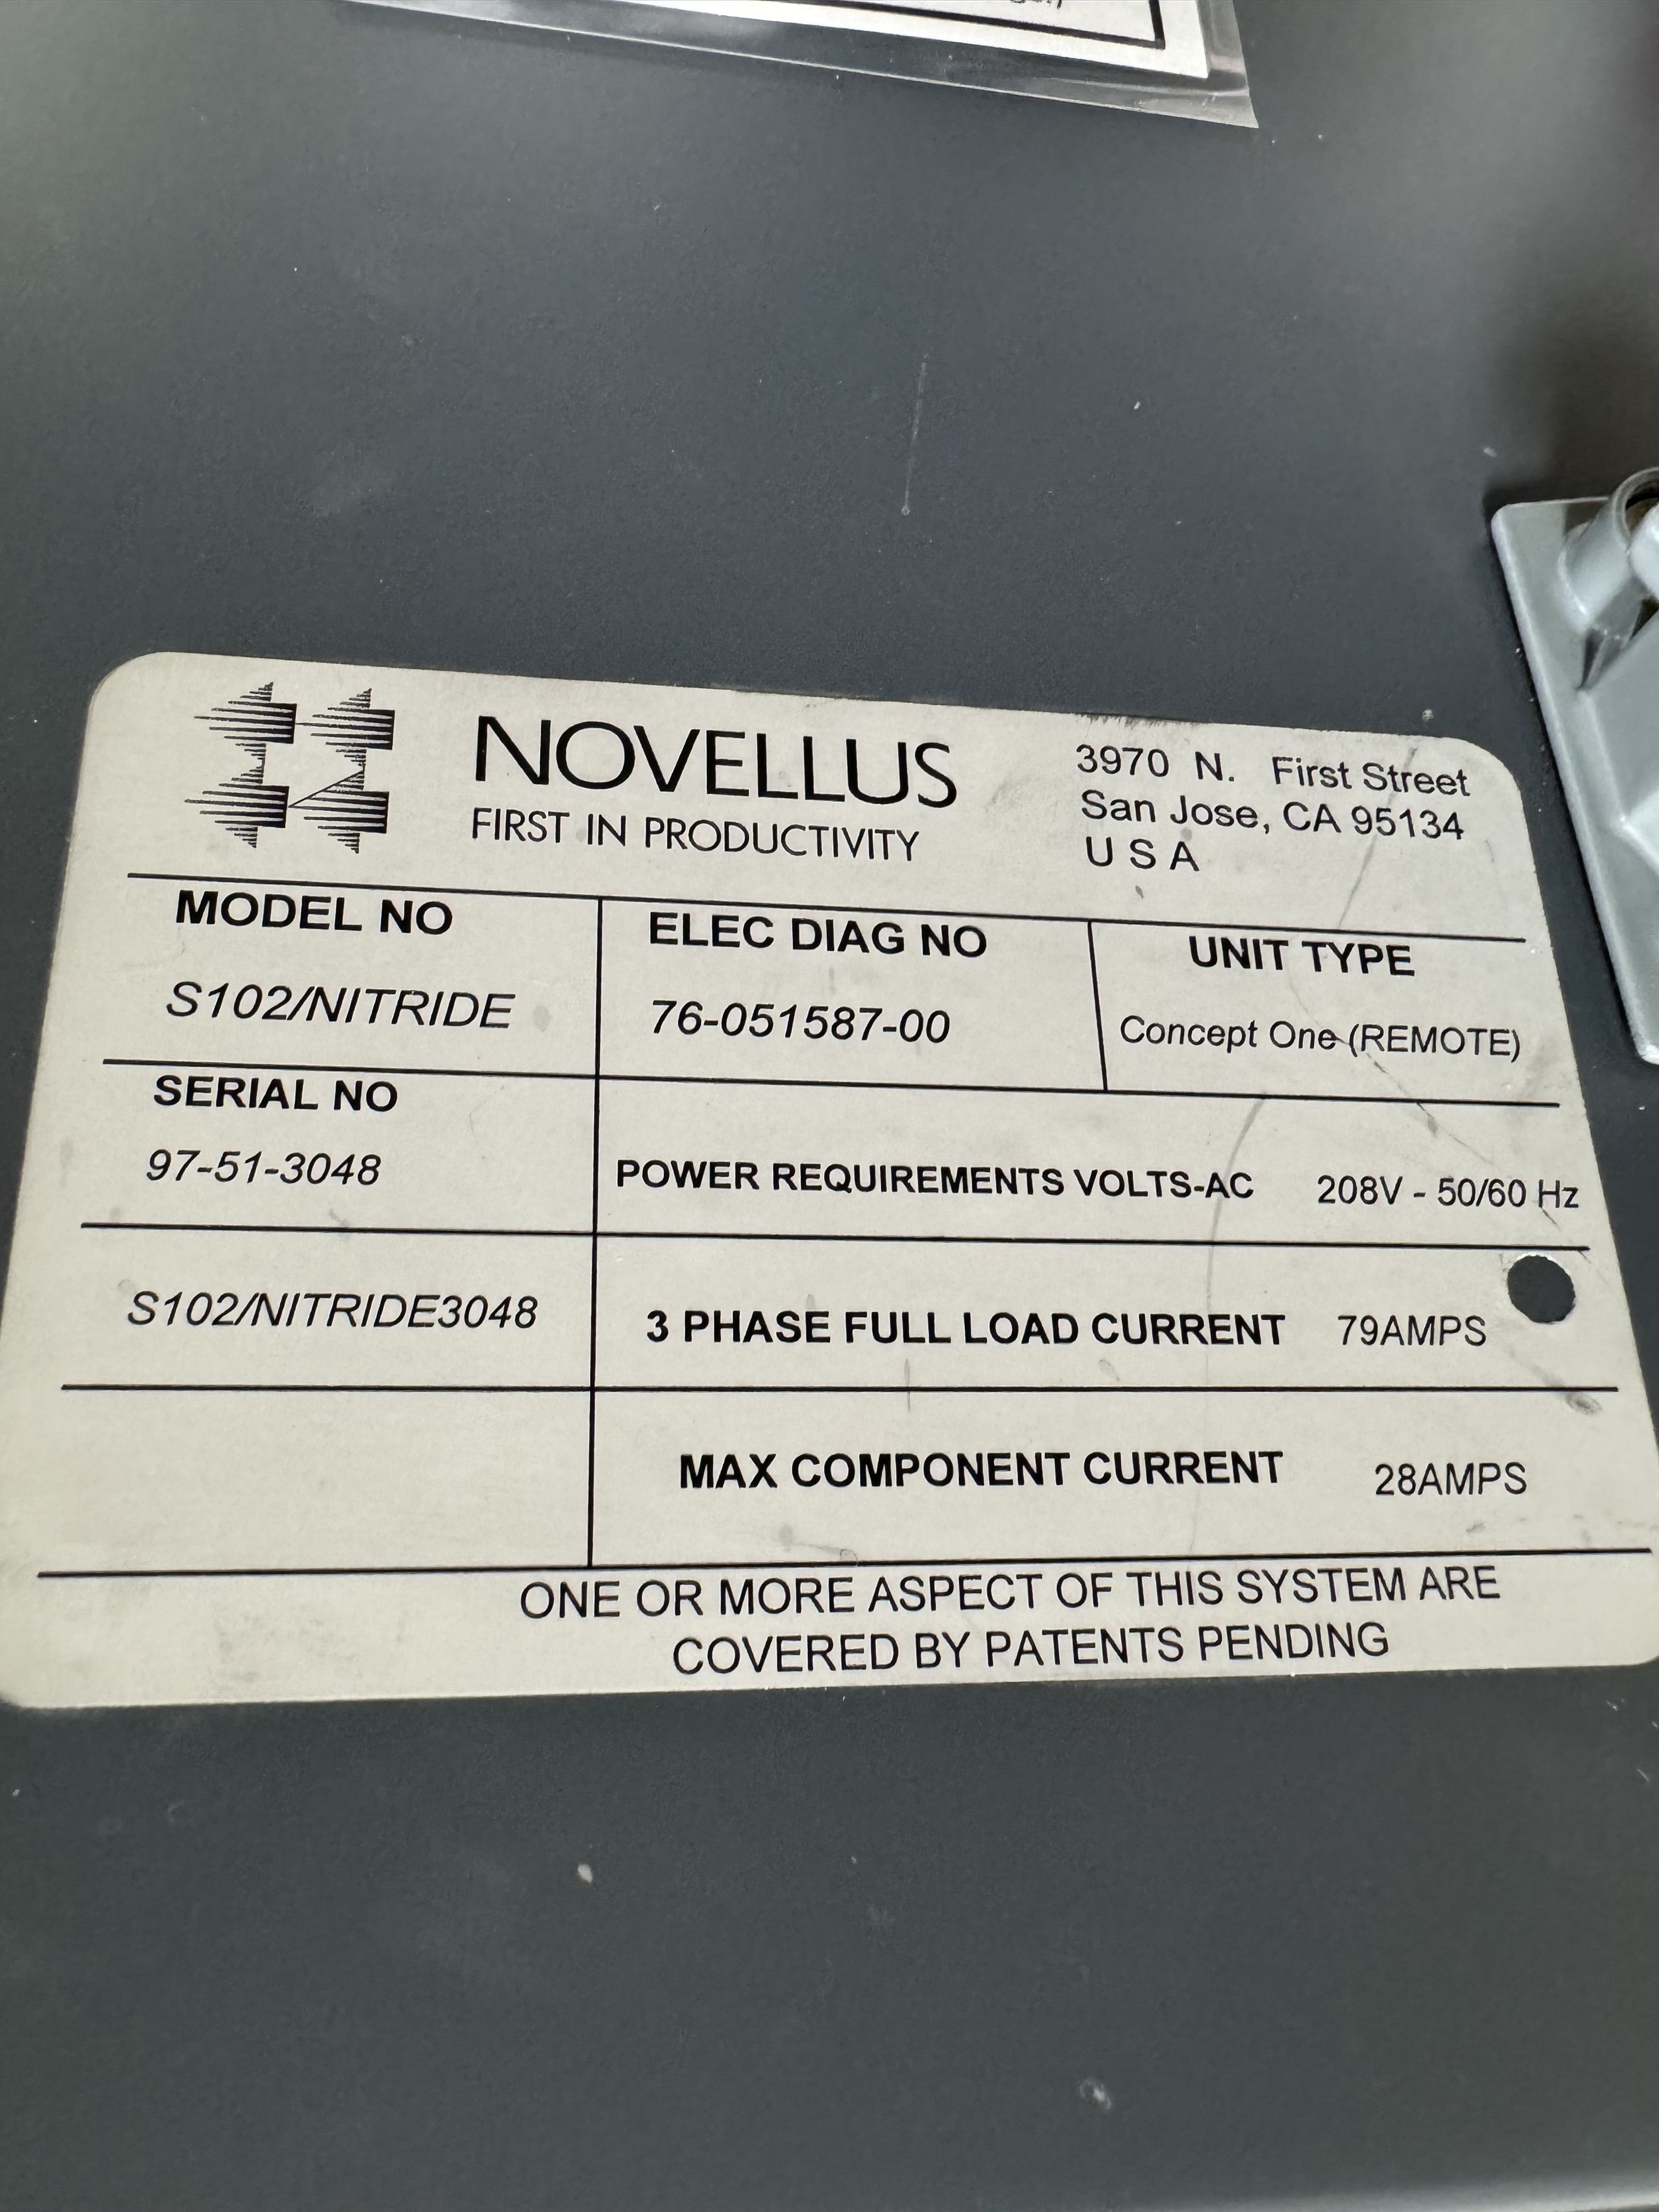 NOVELLUS
FIRST IN PRODUCTIVITY
3970 N. First Street
San Jose, CA 95134
U S A
MODEL NO
S102/NITRIDE
ELEC DIAG NO
76-051587-00
UNIT TYPE
Concept One (REMOTE)
SERIAL NO
97-51-3048
POWER REQUIREMENTS VOLTS-AC 208V - 50/60 Hz
S102/NITRIDE3048
3 PHASE FULL LOAD CURRENT 79AMPS
MAX COMPONENT CURRENT 28AMPS
ONE OR MORE ASPECT OF THIS SYSTEM ARE
COVERED BY PATENTS PENDING